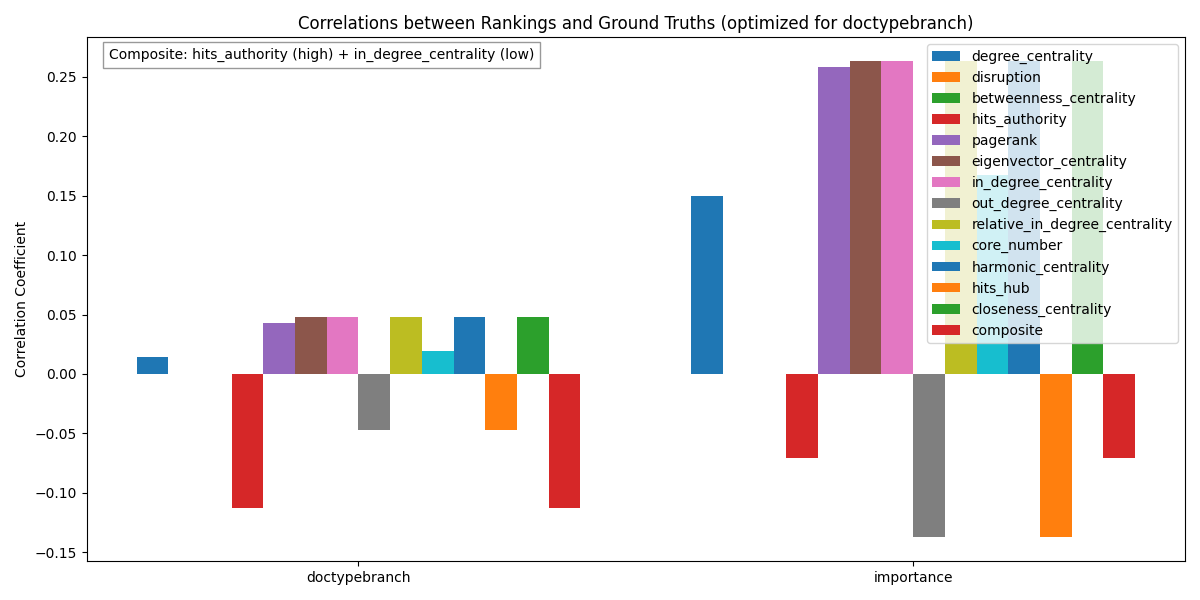 Correlations between Rankings and Ground Truths (optimized for doctypebranch)
Composite: hits_authority (high) + in_degree_centrality (low)
degree_centrality
disruption
betweenness_centrality
hits_authority
pagerank
eigenvector_centrality
in_degree_centrality
out_degree_centrality
relative_in_degree_centrality
core_number
harmonic_centrality
hits_hub
closeness_centrality
composite
Correlation Coefficient
0.25
0.20
0.15
0.10
0.05
0.00
−0.05
−0.10
−0.15
doctypebranch
importance